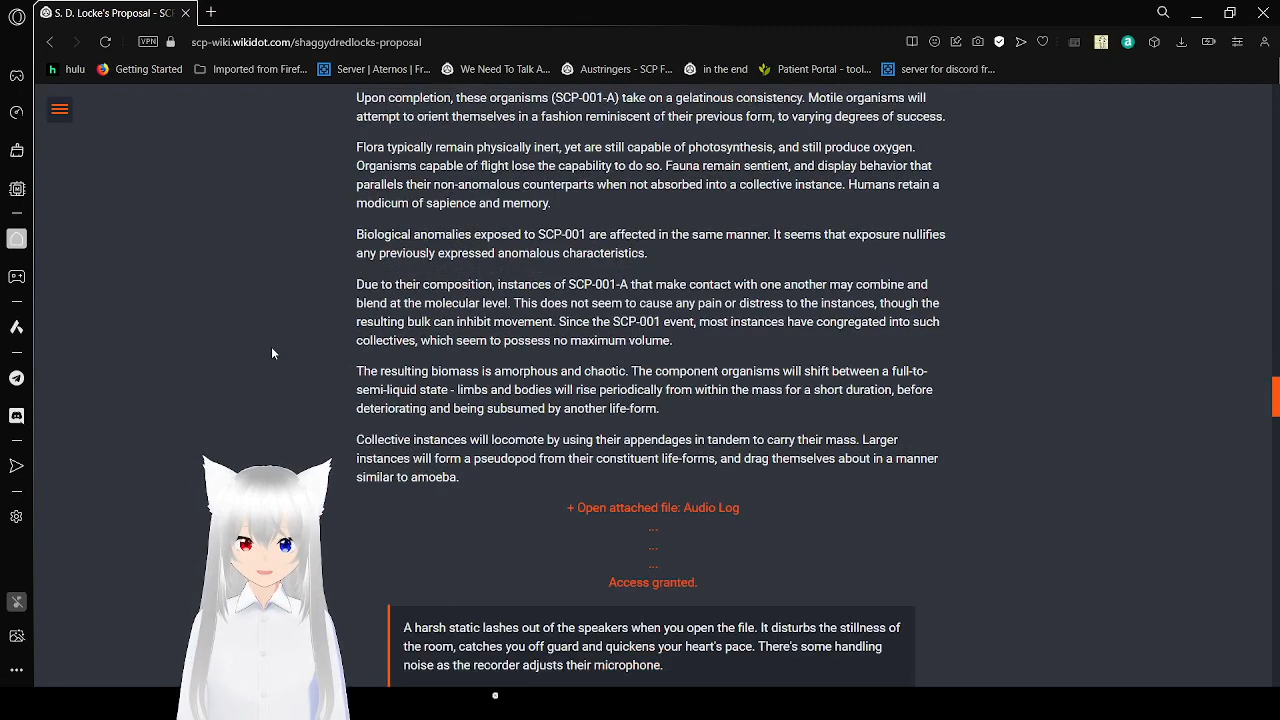 S. D. Locke's Proposal - SCP
VPN
scp-wiki.wikidot.com/shaggydredlocks-proposal
h hulu
Getting Started
Imported from Firef...
Server | Aternos | Fr...
We Need To Talk A...
Austringers - SCP F...
in the end
Patient Portal - tool...
server for discord fr...
Upon completion, these organisms (SCP-001-A) take on a gelatinous consistency. Motile organisms will
attempt to orient themselves in a fashion reminiscent of their previous form, to varying degrees of success.
Flora typically remain physically inert, yet are still capable of photosynthesis, and still produce oxygen.
Organisms capable of flight lose the capability to do so. Fauna remain sentient, and display behavior that
parallels their non-anomalous counterparts when not absorbed into a collective instance. Humans retain a
modicum of sapience and memory.
Biological anomalies exposed to SCP-001 are affected in the same manner. It seems that exposure nullifies
any previously expressed anomalous characteristics.
Due to their composition, instances of SCP-001-A that make contact with one another may combine and
blend at the molecular level. This does not seem to cause any pain or distress to the instances, though the
resulting bulk can inhibit movement. Since the SCP-001 event, most instances have congregated into such
collectives, which seem to possess no maximum volume.
The resulting biomass is amorphous and chaotic. The component organisms will shift between a full-to-
semi-liquid state - limbs and bodies will rise periodically from within the mass for a short duration, before
deteriorating and being subsumed by another life-form.
Collective instances will locomote by using their appendages in tandem to carry their mass. Larger
instances will form a pseudopod from their constituent life-forms, and drag themselves about in a manner
similar to amoeba.
+ Open attached file: Audio Log
...
...
...
Access granted.
A harsh static lashes out of the speakers when you open the file. It disturbs the stillness of
the room, catches you off guard and quickens your heart's pace. There's some handling
noise as the recorder adjusts their microphone.